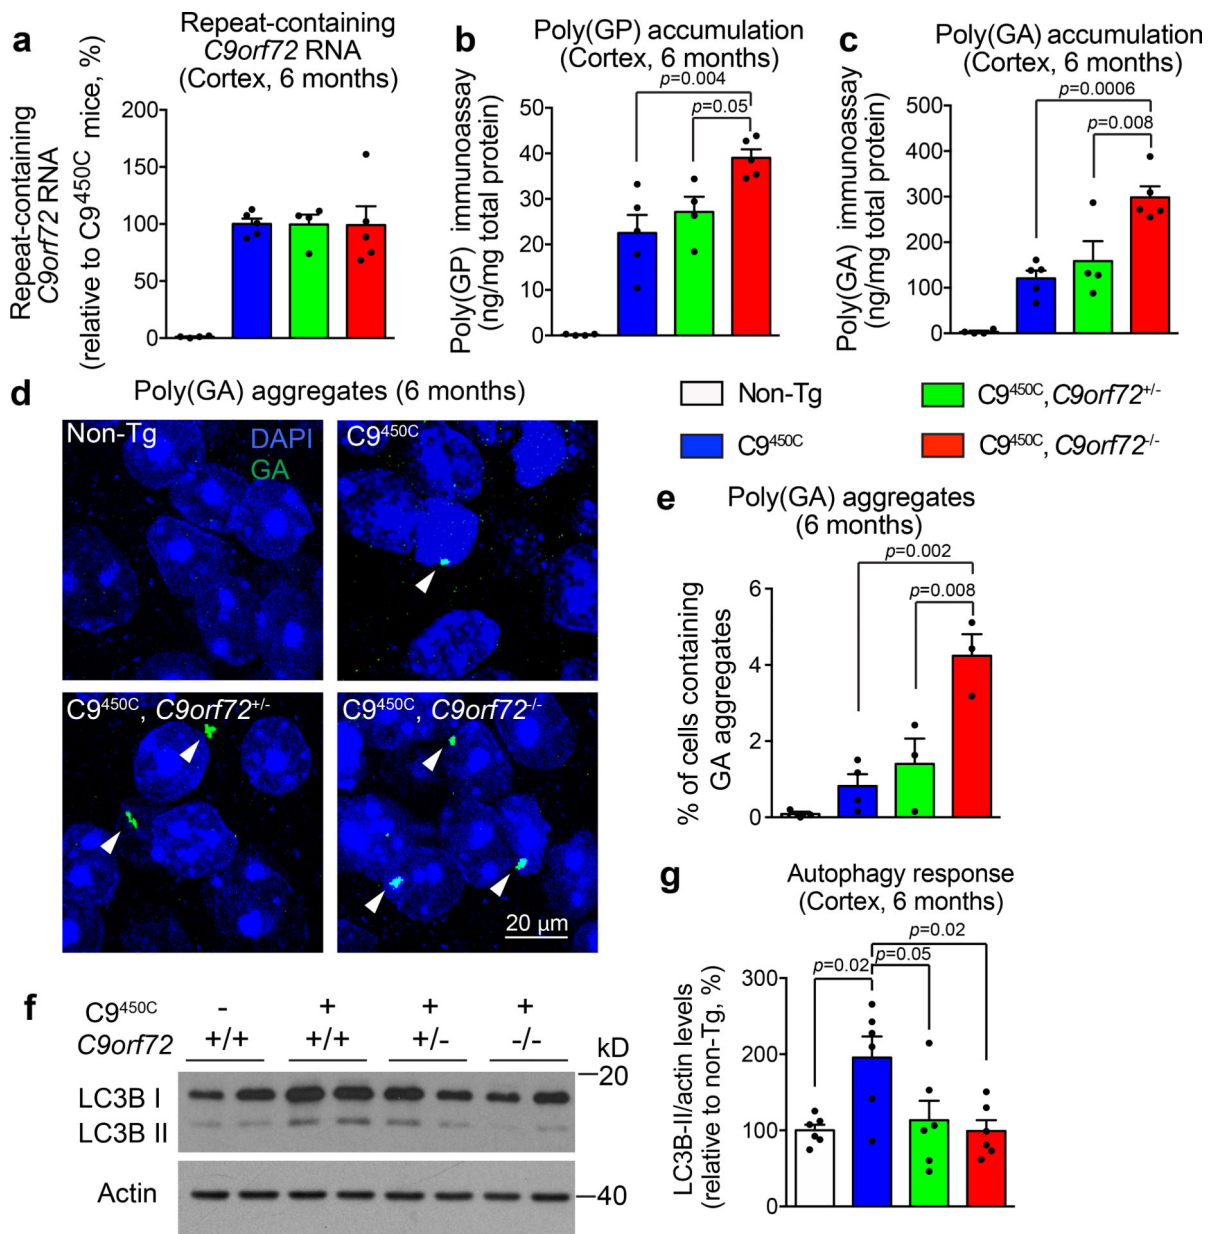 a
Repeat-containing
C9orf72 RNA
(Cortex, 6 months)
Repeat-containing
C9orf72 RNA
(relative to C9⁴⁵⁰ᶜ mice, %)
200
150
100
50
0
b
Poly(GP) accumulation
(Cortex, 6 months)
p=0.004
p=0.05
Poly(GP) immunoassay
(ng/mg total protein)
50
40
30
20
10
0
c
Poly(GA) accumulation
(Cortex, 6 months)
p=0.0006
p=0.008
Poly(GA) immunoassay
(ng/mg total protein)
500
400
300
200
100
0
Non-Tg
C9⁴⁵⁰ᶜ
C9⁴⁵⁰ᶜ, C9orf72⁺/⁻
C9⁴⁵⁰ᶜ, C9orf72⁻/⁻
d
Poly(GA) aggregates (6 months)
Non-Tg
DAPI
GA
C9⁴⁵⁰ᶜ
C9⁴⁵⁰ᶜ, C9orf72⁺/⁻
C9⁴⁵⁰ᶜ, C9orf72⁻/⁻
20 µm
e
Poly(GA) aggregates
(6 months)
p=0.002
p=0.008
% of cells containing
GA aggregates
6
4
2
0
f
C9⁴⁵⁰ᶜ - + + +
C9orf72 +/+ +/+ +/- -/-
kD
20
LC3B I
LC3B II
Actin
40
g
Autophagy response
(Cortex, 6 months)
p=0.02
p=0.02
p=0.05
LC3B-II/actin levels
(relative to non-Tg, %)
300
200
100
0